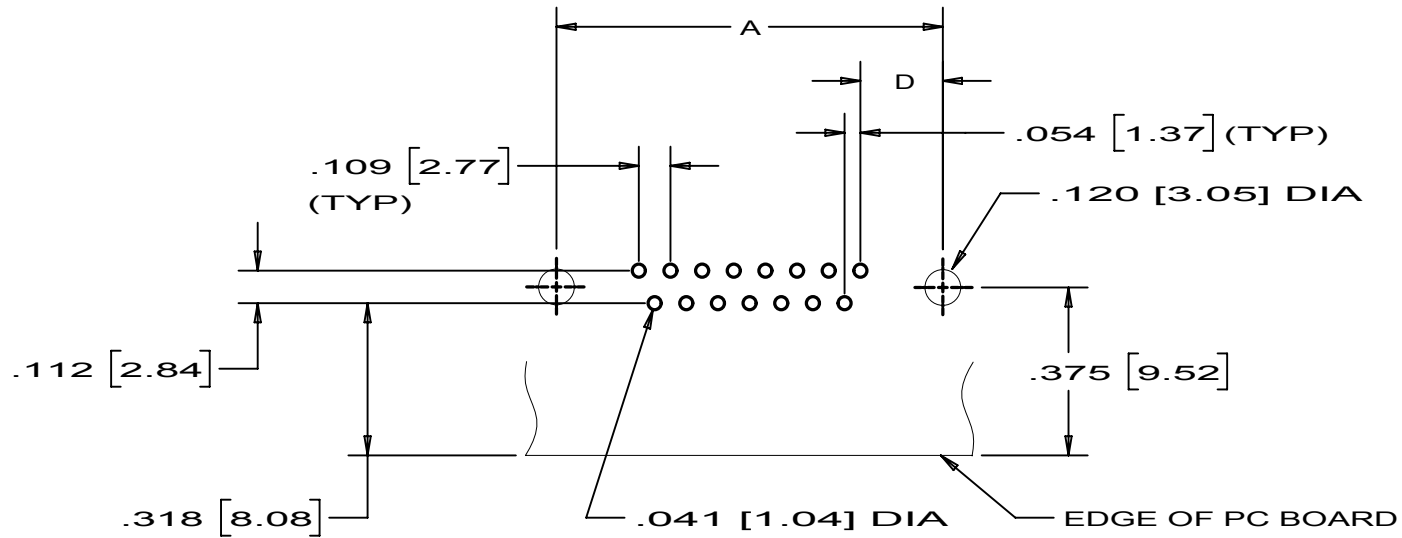 A
D
.054 [1.37] (TYP)
.109 [2.77]
(TYP)
.120 [3.05] DIA
.112 [2.84]
.375 [9.52]
.318 [8.08]
.041 [1.04] DIA
EDGE OF PC BOARD